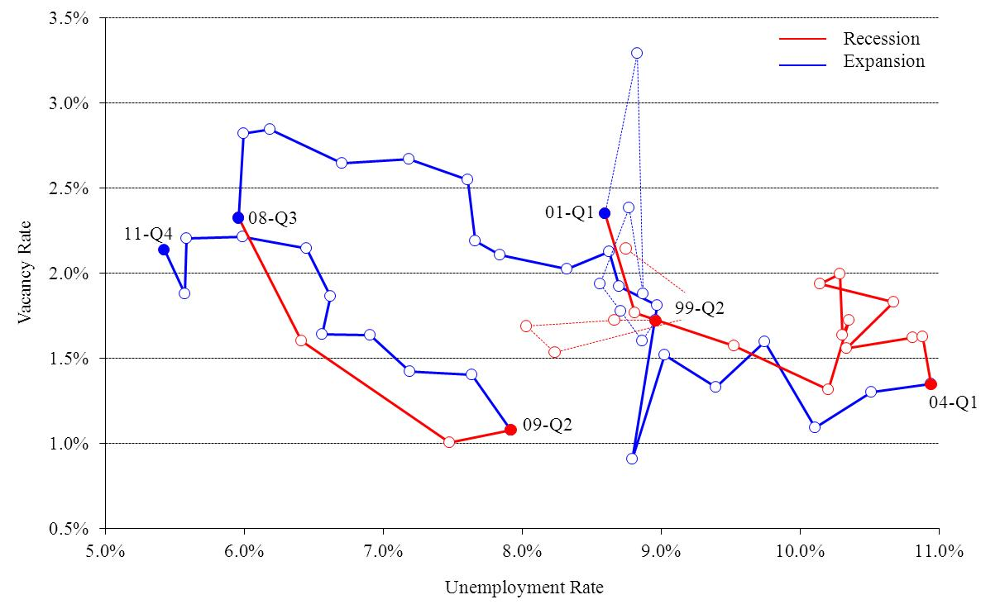 3.5%
Recession
Expansion
3.0%
2.5%
01-Q1
08-Q3
11-Q4
Vacancy Rate
2.0%
99-Q2
1.5%
04-Q1
09-Q2
1.0%
0.5%
5.0% 6.0% 7.0% 8.0% 9.0% 10.0% 11.0%
Unemployment Rate